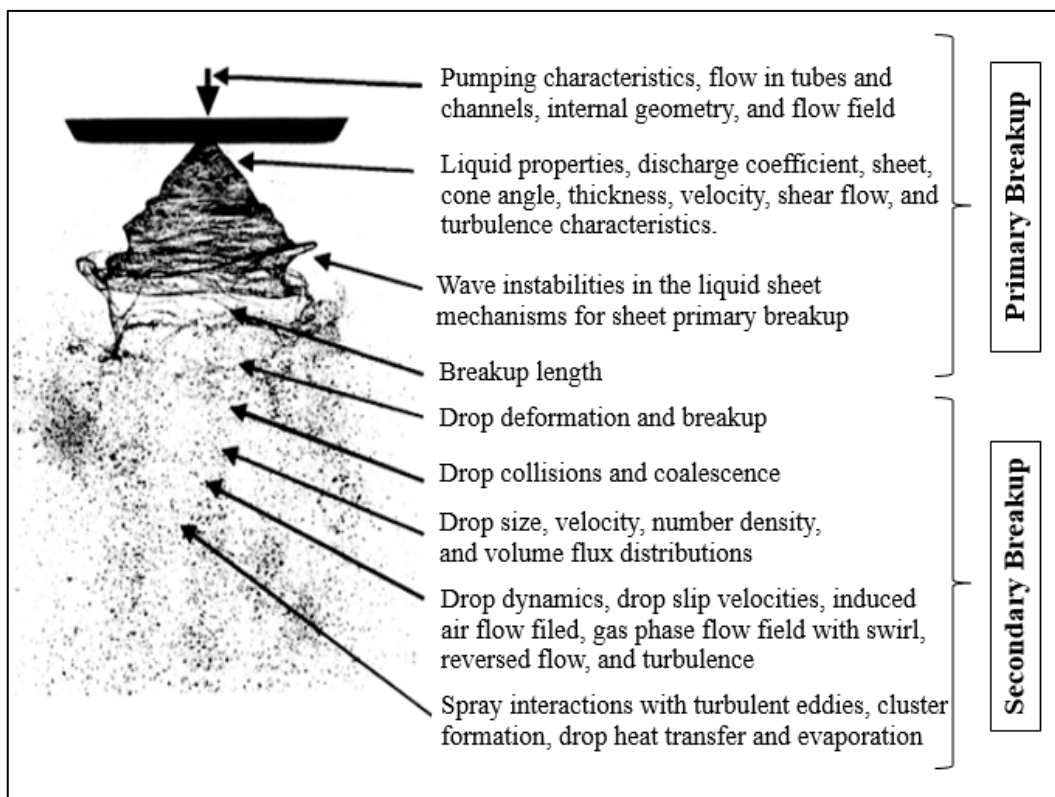 Pumping characteristics, flow in tubes and
channels, internal geometry, and flow field
Liquid properties, discharge coefficient, sheet,
cone angle, thickness, velocity, shear flow, and
turbulence characteristics.
Wave instabilities in the liquid sheet
mechanisms for sheet primary breakup
Breakup length
Primary Breakup
Drop deformation and breakup
Drop collisions and coalescence
Drop size, velocity, number density,
and volume flux distributions
Drop dynamics, drop slip velocities, induced
air flow filed, gas phase flow field with swirl,
reversed flow, and turbulence
Spray interactions with turbulent eddies, cluster
formation, drop heat transfer and evaporation
Secondary Breakup